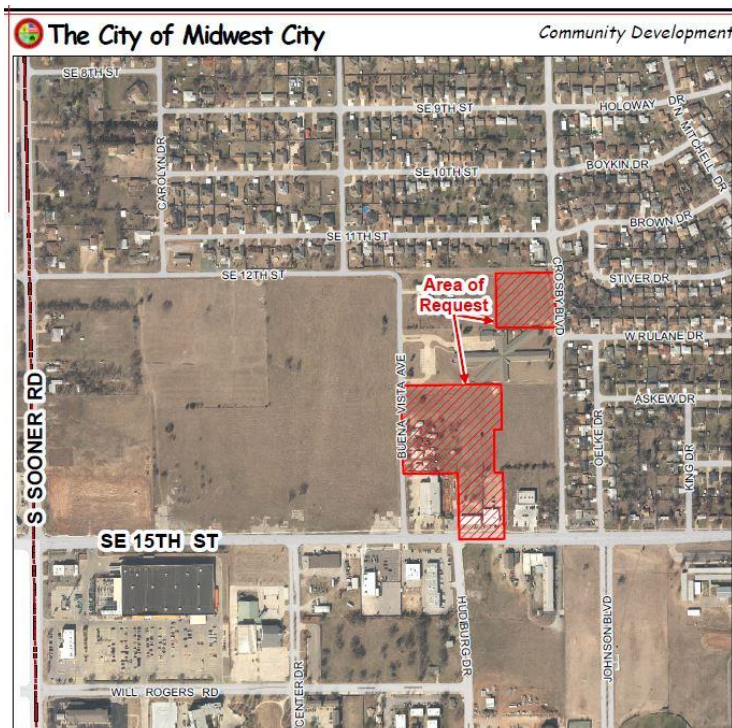 The City of Midwest City
Community Development
SE 8TH ST
SE 9TH ST
HOLOWAY DR
N MITCHELL DR
CAROLYN DR
SE 10TH ST
BOYKIN DR
BROWN DR
SE 11TH ST
SE 12TH ST
CROSBY BLVD
STIVER DR
Area of
Request
W RULANE DR
S SOONER RD
BUENA VISTA AVE
ASKEW DR
OELKE DR
KING DR
SE 15TH ST
HUDBURG DR
JOHNSON BLVD
CENTER DR
WILL ROGERS RD